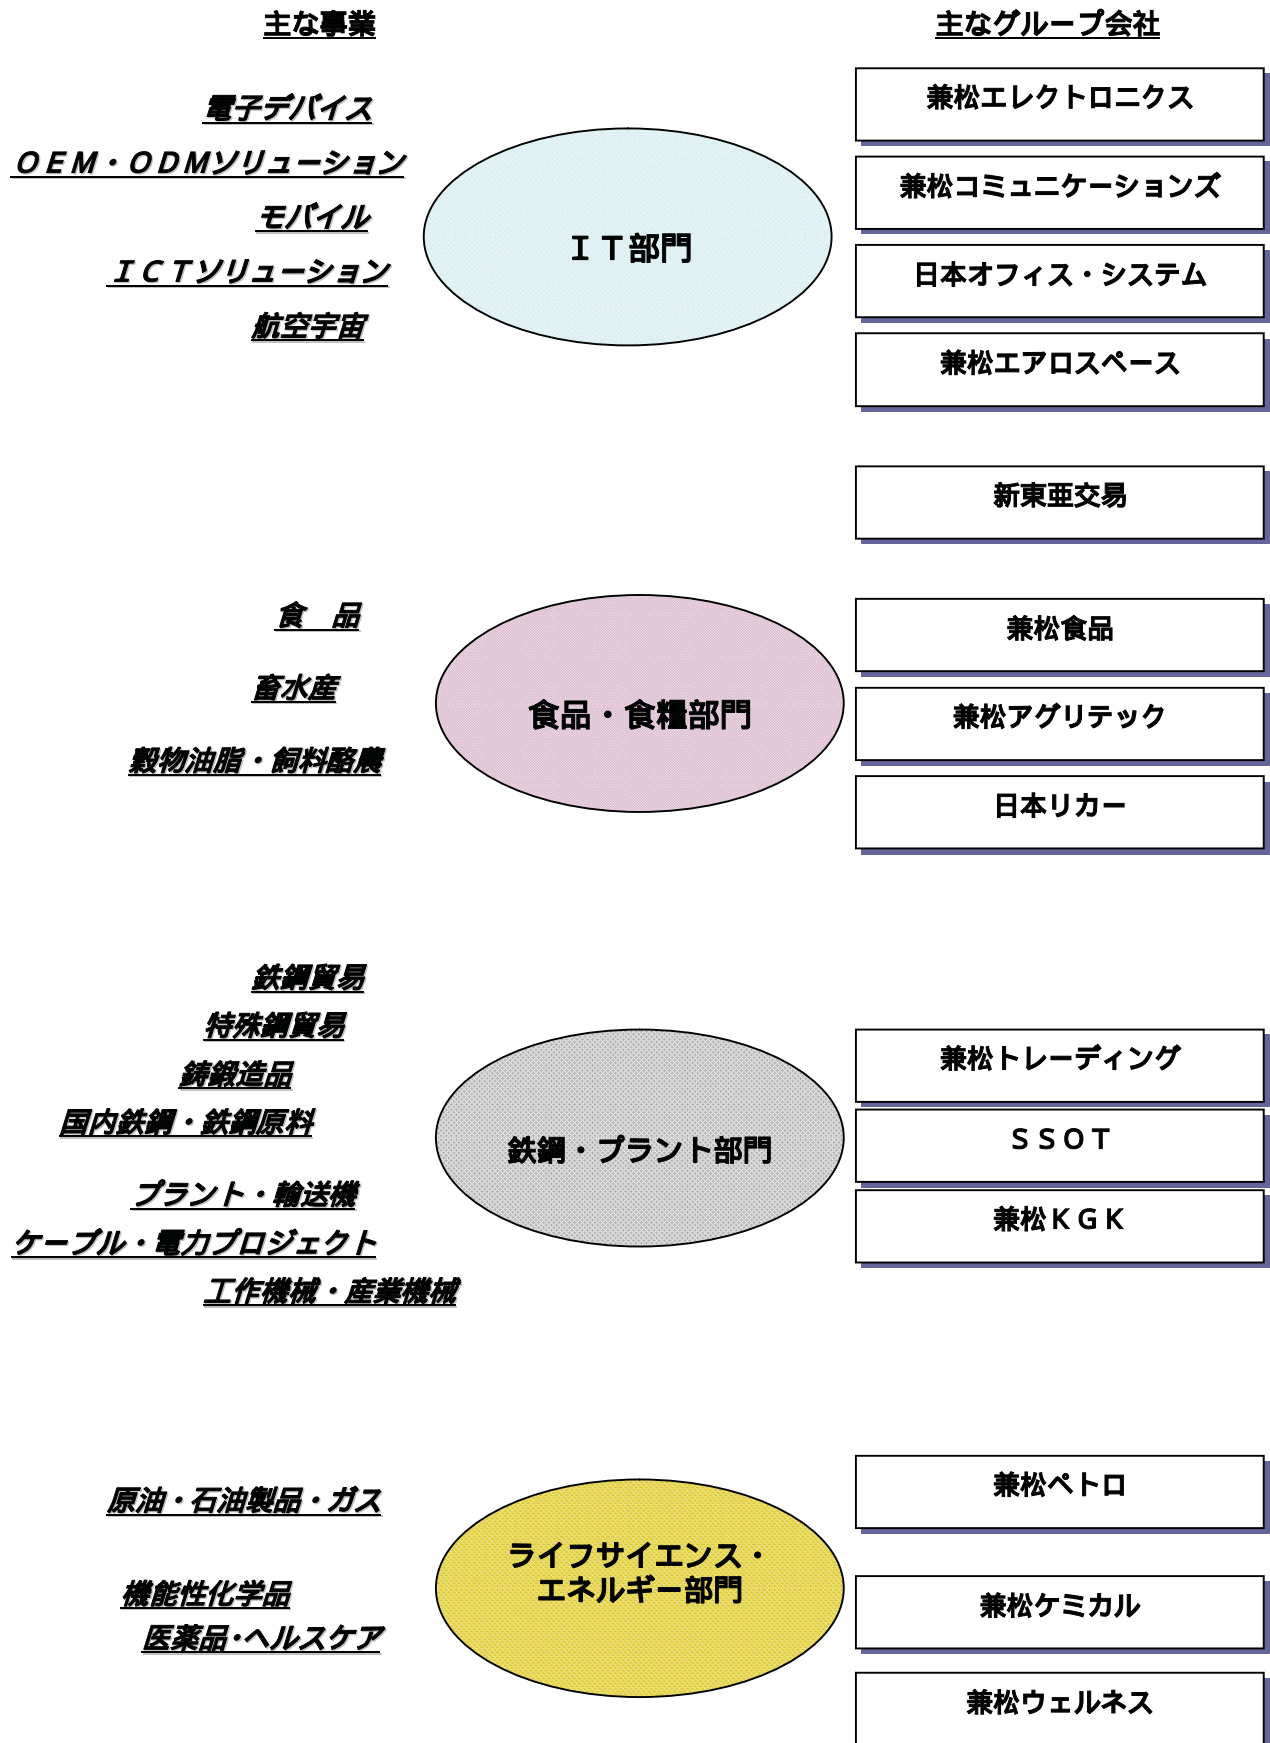 主な事業
主なグループ会社
電子デバイス
ＯＥＭ・ＯＤＭソリューション
モバイル
ＩＣＴソリューション
航空宇宙
ＩＴ部門
兼松エレクトロニクス
兼松コミュニケーションズ
日本オフィス・システム
兼松エアロスペース
新東亜交易
食　品
畜水産
穀物油脂・飼料酪農
食品・食糧部門
兼松食品
兼松アグリテック
日本リカー
鉄鋼貿易
特殊鋼貿易
鋳鍛造品
国内鉄鋼・鉄鋼原料
プラント・輸送機
ケーブル・電力プロジェクト
工作機械・産業機械
鉄鋼・プラント部門
兼松トレーディング
ＳＳＯＴ
兼松ＫＧＫ
原油・石油製品・ガス
機能性化学品
医薬品･ヘルスケア
ライフサイエンス・
エネルギー部門
兼松ペトロ
兼松ケミカル
兼松ウェルネス